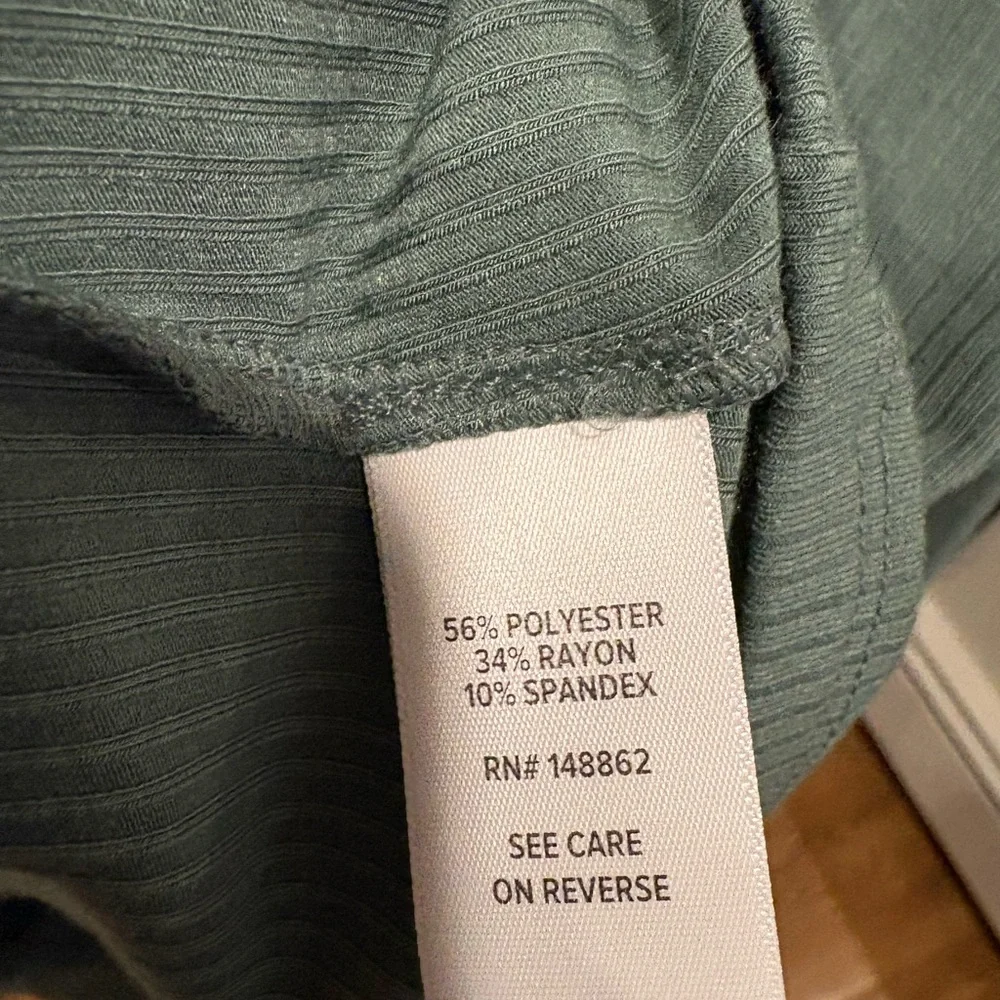 56% POLYESTER
34% RAYON
10% SPANDEX
RN# 148862
SEE CARE
ON REVERSE